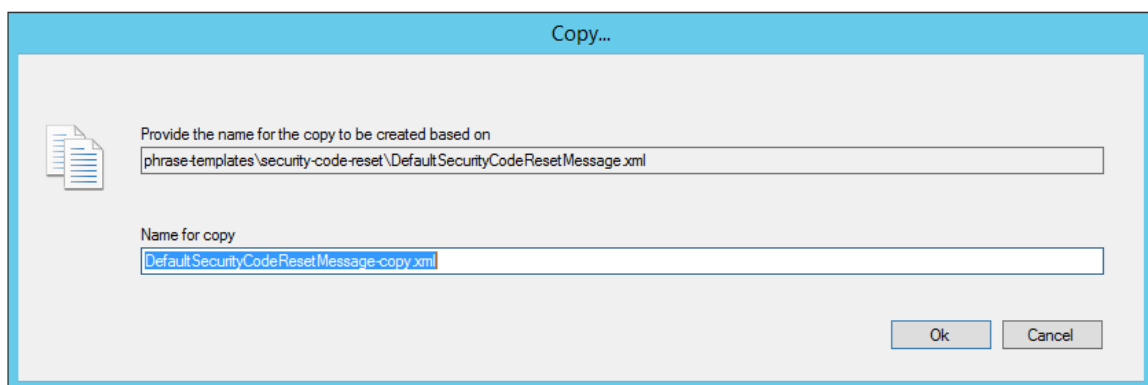 Copy...
Provide the name for the copy to be created based on
phrase-templates\security-code-reset\DefaultSecurityCodeResetMessage.xml
Name for copy
DefaultSecurityCodeResetMessage-copy.xml
Ok Cancel